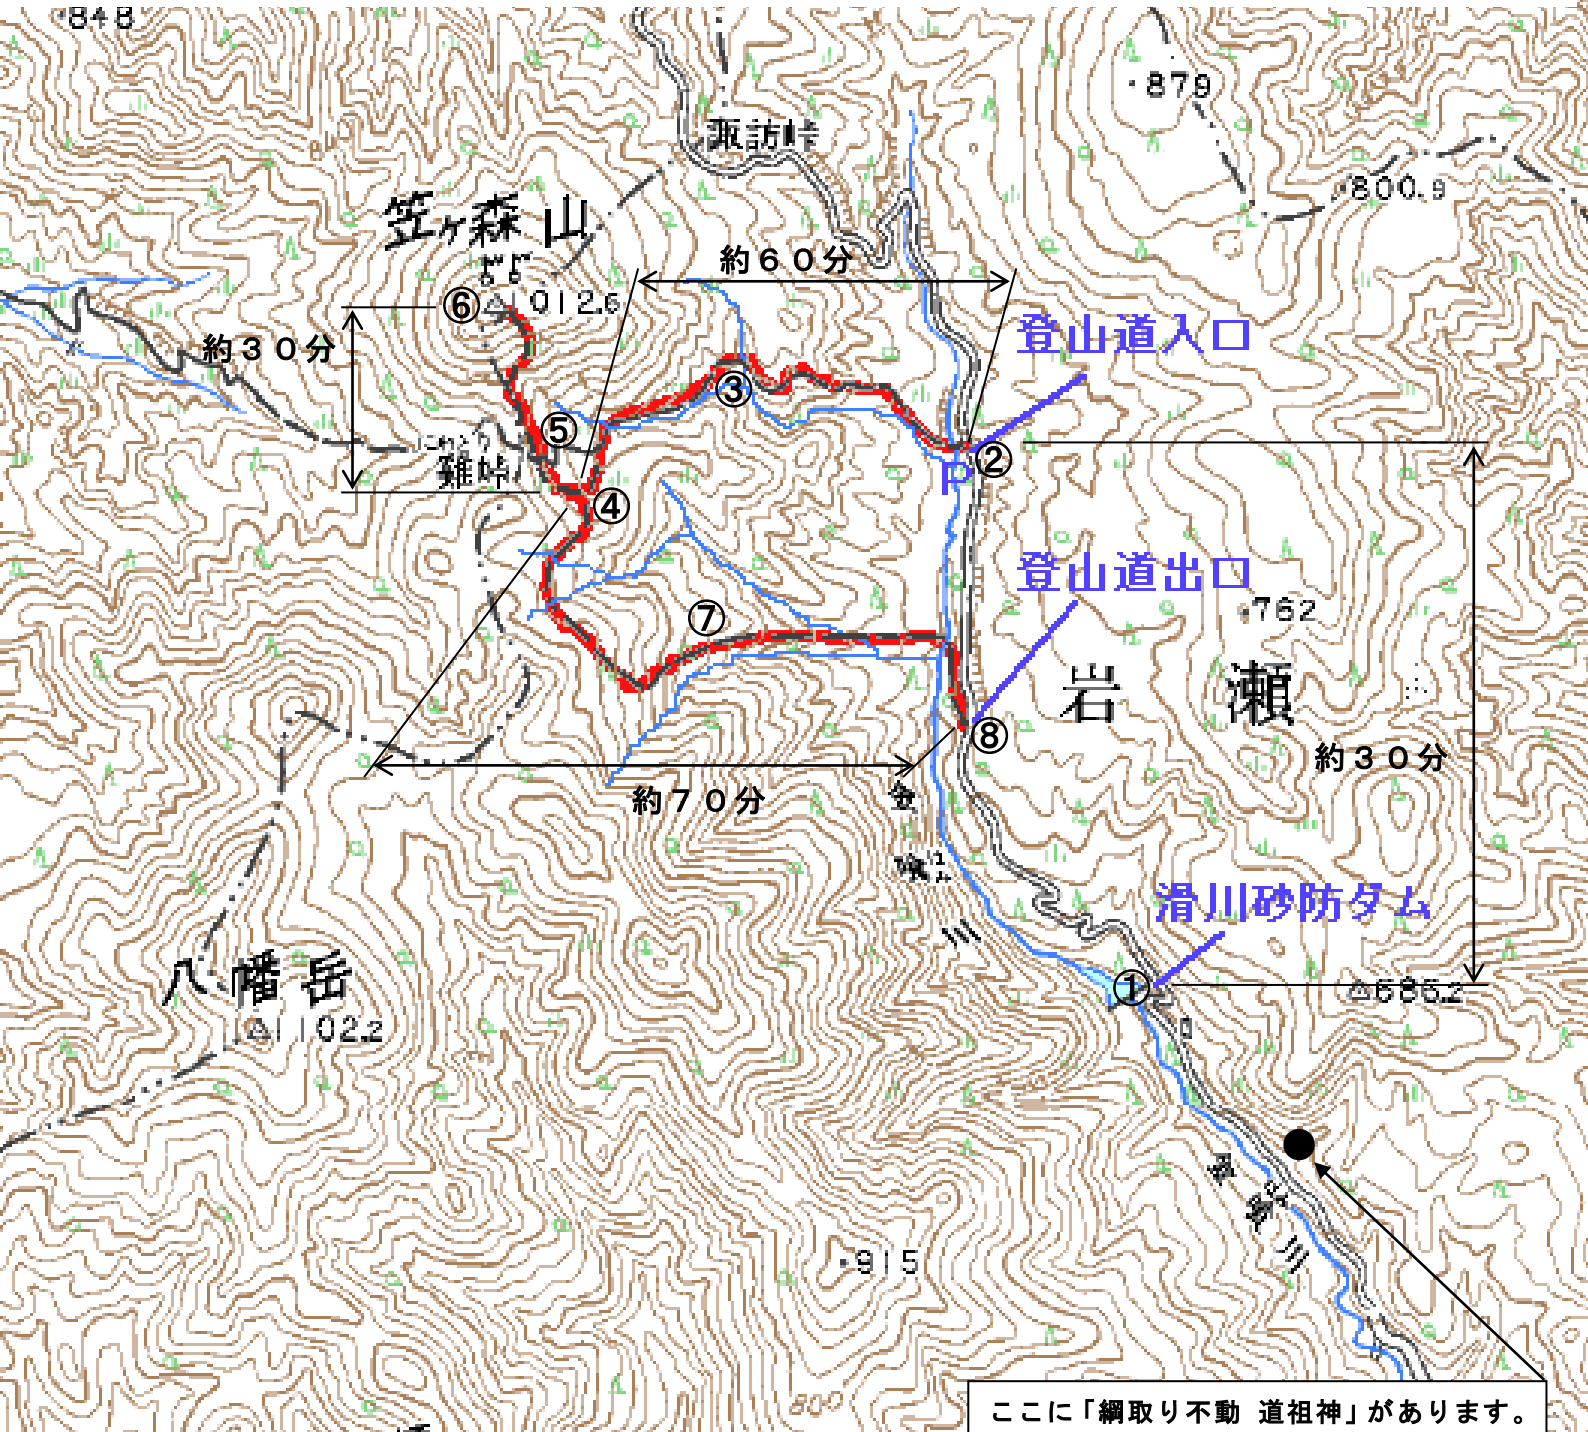 848
879
諏訪峠
800.9
笠ヶ森山
約６０分
⑥
1012.6
登山道入口
約３０分
③
⑤
②
P
難峠
④
登山道出口
762
⑦
岩瀬
⑧
約３０分
約７０分
川
滑川砂防ダム
八幡岳
①
686.2
1102.2
川
915
ここに「綱取り不動 道祖神」があります。